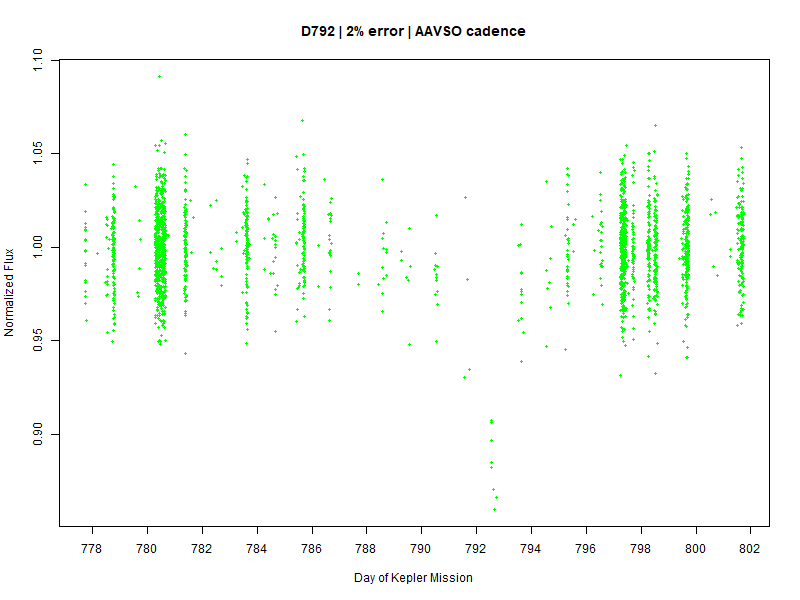 D792 | 2% error | AAVSO cadence
1.10
1.05
1.00
0.95
0.90
Normalized Flux
778 780 782 784 786 788 790 792 794 796 798 800 802
Day of Kepler Mission